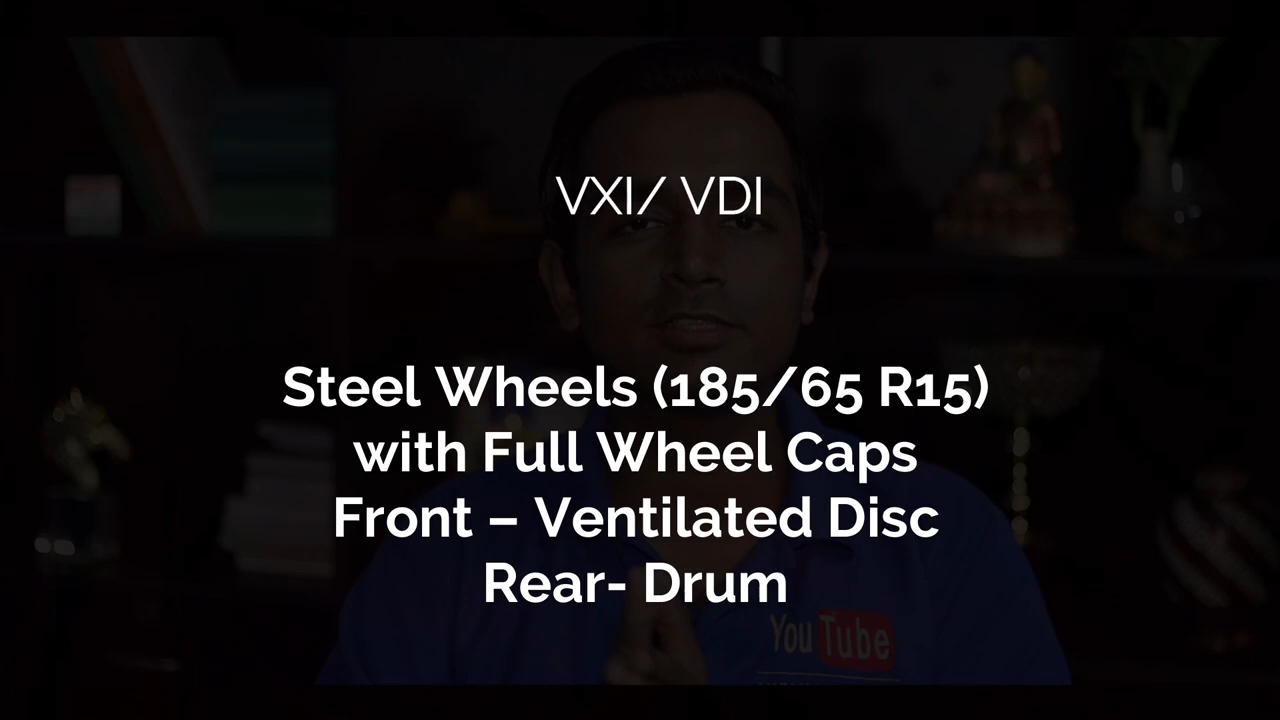 VXI/ VDI
Steel Wheels (185/65 R15)
with Full Wheel Caps
Front – Ventilated Disc
Rear- Drum
YouTube